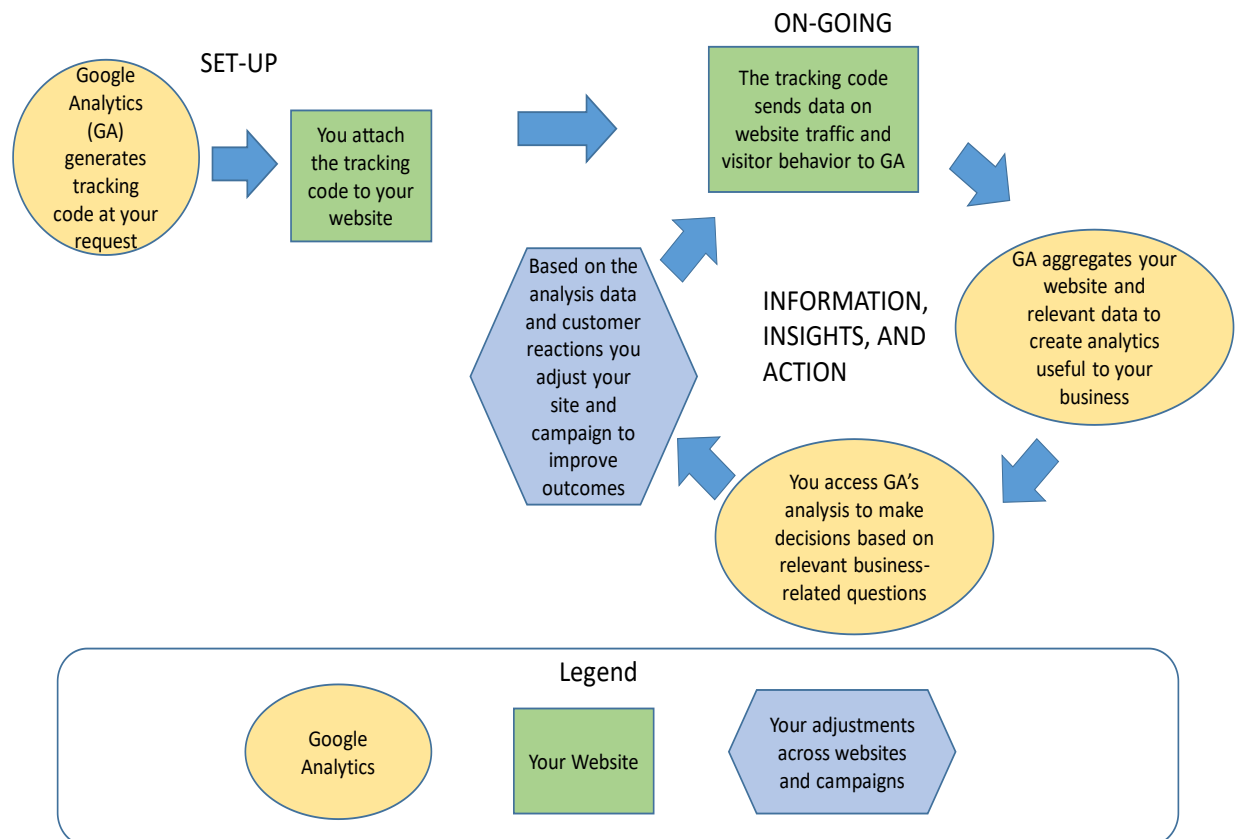 SET-UP
Google
Analytics
(GA)
generates
tracking
code at your
request
You attach
the tracking
code to your
website
ON-GOING
The tracking code
sends data on
website traffic and
visitor behavior to GA
GA aggregates your
website and
relevant data to
create analytics
useful to your
business
You access GA’s
analysis to make
decisions based on
relevant business-
related questions
Based on the
analysis data
and customer
reactions you
adjust your
site and
campaign to
improve
outcomes
INFORMATION,
INSIGHTS, AND
ACTION
Legend
Google
Analytics
Your Website
Your adjustments
across websites
and campaigns